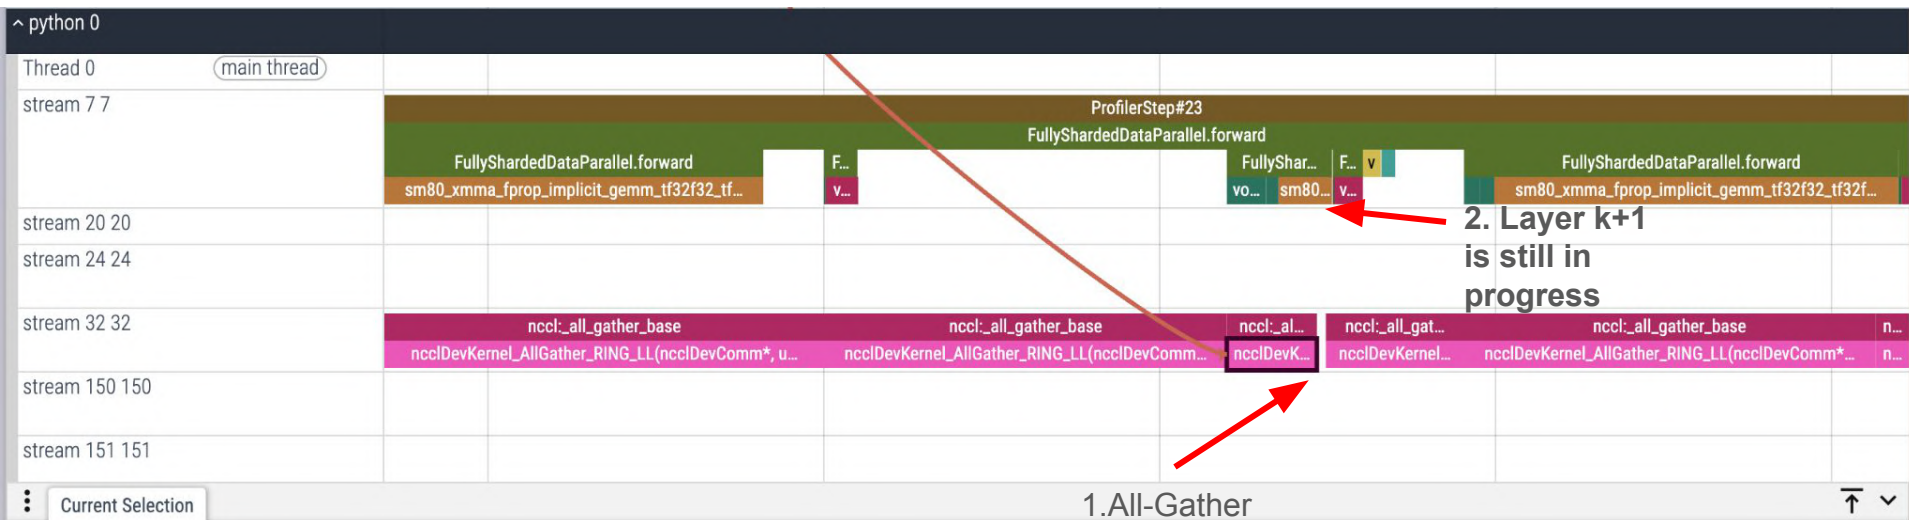 python 0
Thread 0 main thread
stream 7 7
ProfilerStep#23
FullyShardedDataParallel.forward
FullyShardedDataParallel.forward F... FullyShar... F... v FullyShardedDataParallel.forward
sm80_xmma_fprop_implicit_gemm_tf32f32_tf... v... vo... sm80... v... sm80_xmma_fprop_implicit_gemm_tf32f32_tf32f...
stream 20 20
2. Layer k+1
is still in
progress
stream 24 24
stream 32 32
nccl:_all_gather_base nccl:_all_gather_base nccl:_al... nccl:_all_gat... nccl:_all_gather_base n...
ncclDevKernel_AllGather_RING_LL(ncclDevComm*, u... ncclDevKernel_AllGather_RING_LL(ncclDevComm... ncclDevK... ncclDevKernel... ncclDevKernel_AllGather_RING_LL(ncclDevComm*... n...
stream 150 150
stream 151 151
1.All-Gather
Current Selection